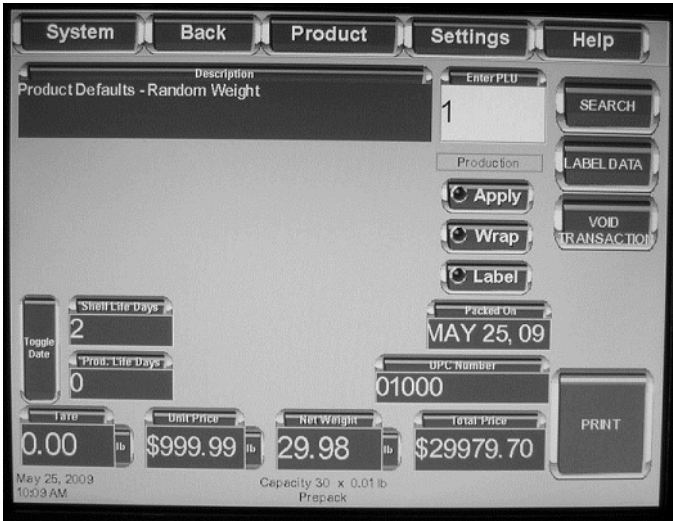 System Back Product Settings Help
Description
Product Defaults - Random Weight
Enter PLU
1
SEARCH
Production
LABEL DATA
Apply
VOID
TRANSACTION
Wrap
Label
Shelf Life Days
2
Packed On
MAY 25, 09
Toggle
Date
Prod. Life Days
0
UPC Number
01000
Tare
0.00 lb
Unit Price
$999.99 lb
Net Weight
29.98 lb
Total Price
$29979.70
PRINT
May 25, 2009
10:09 AM
Capacity 30 x 0.01 lb
Prepack